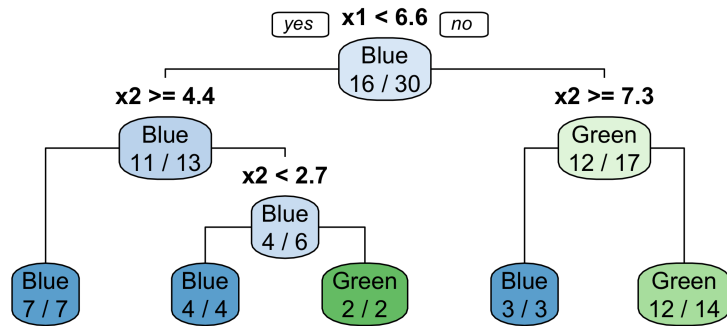 yes x1 < 6.6 no
Blue
16 / 30
x2 >= 4.4 x2 >= 7.3
Blue Green
11 / 13 12 / 17
x2 < 2.7
Blue
4 / 6
Blue Blue Green Blue Green
7 / 7 4 / 4 2 / 2 3 / 3 12 / 14